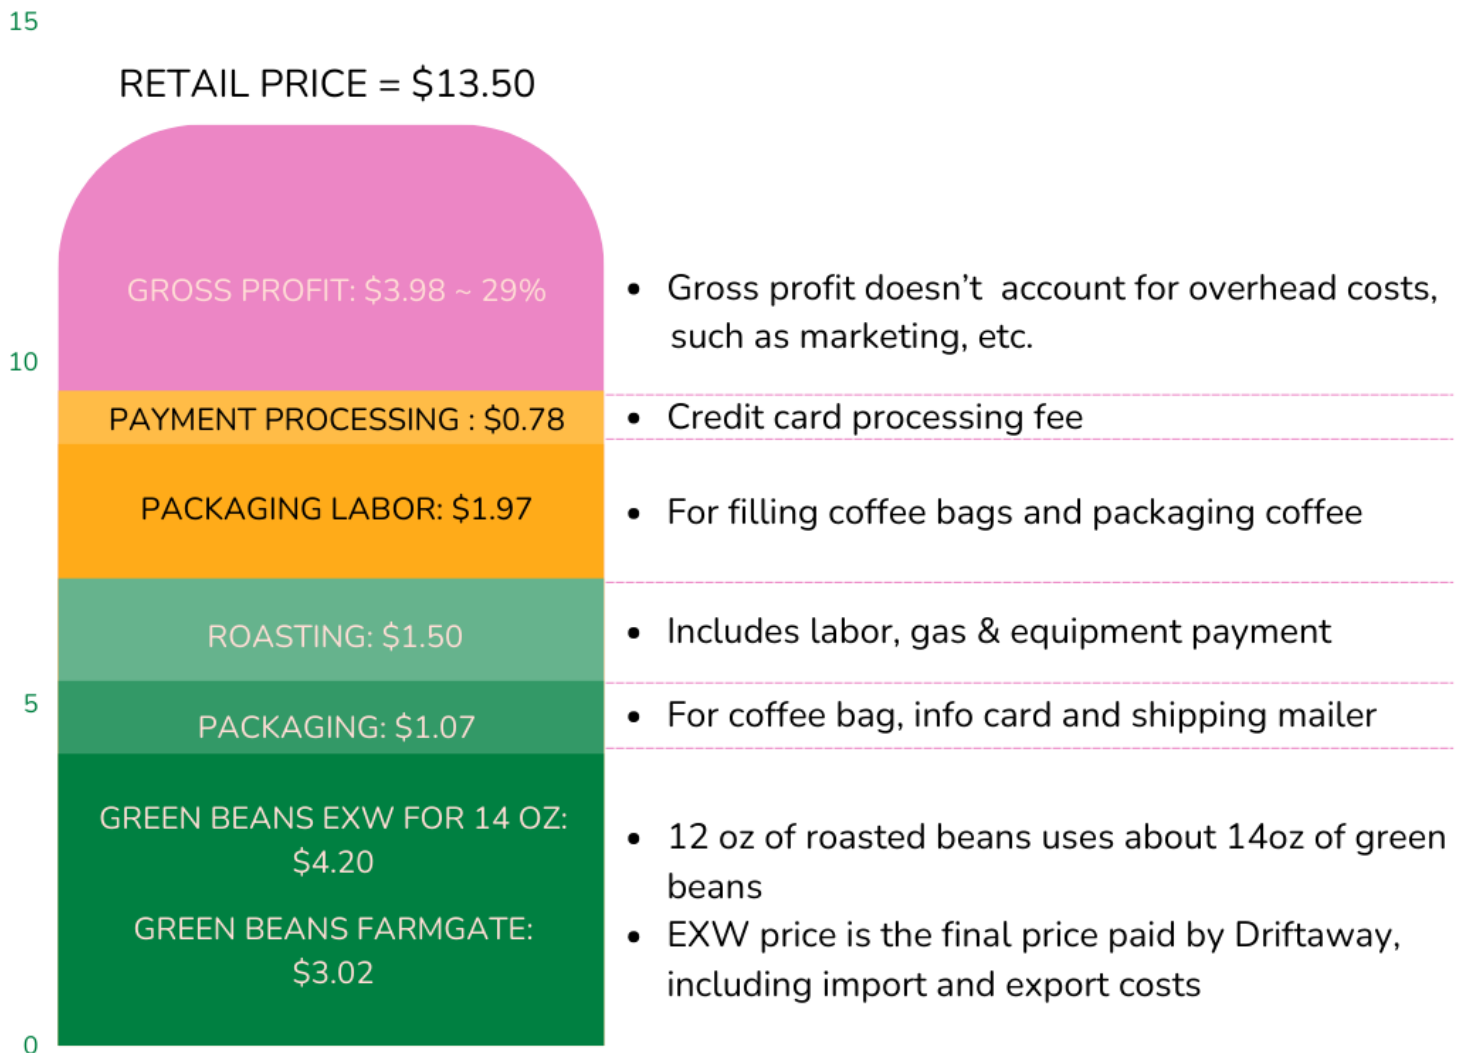 15
RETAIL PRICE = $13.50
GROSS PROFIT: $3.98 ~ 29%
• Gross profit doesn’t  account for overhead costs,
such as marketing, etc.
10
PAYMENT PROCESSING : $0.78
• Credit card processing fee
PACKAGING LABOR: $1.97
• For filling coffee bags and packaging coffee
ROASTING: $1.50
• Includes labor, gas & equipment payment
5
PACKAGING: $1.07
• For coffee bag, info card and shipping mailer
GREEN BEANS EXW FOR 14 OZ:
$4.20
GREEN BEANS FARMGATE:
$3.02
• 12 oz of roasted beans uses about 14oz of green
beans
• EXW price is the final price paid by Driftaway,
including import and export costs
0